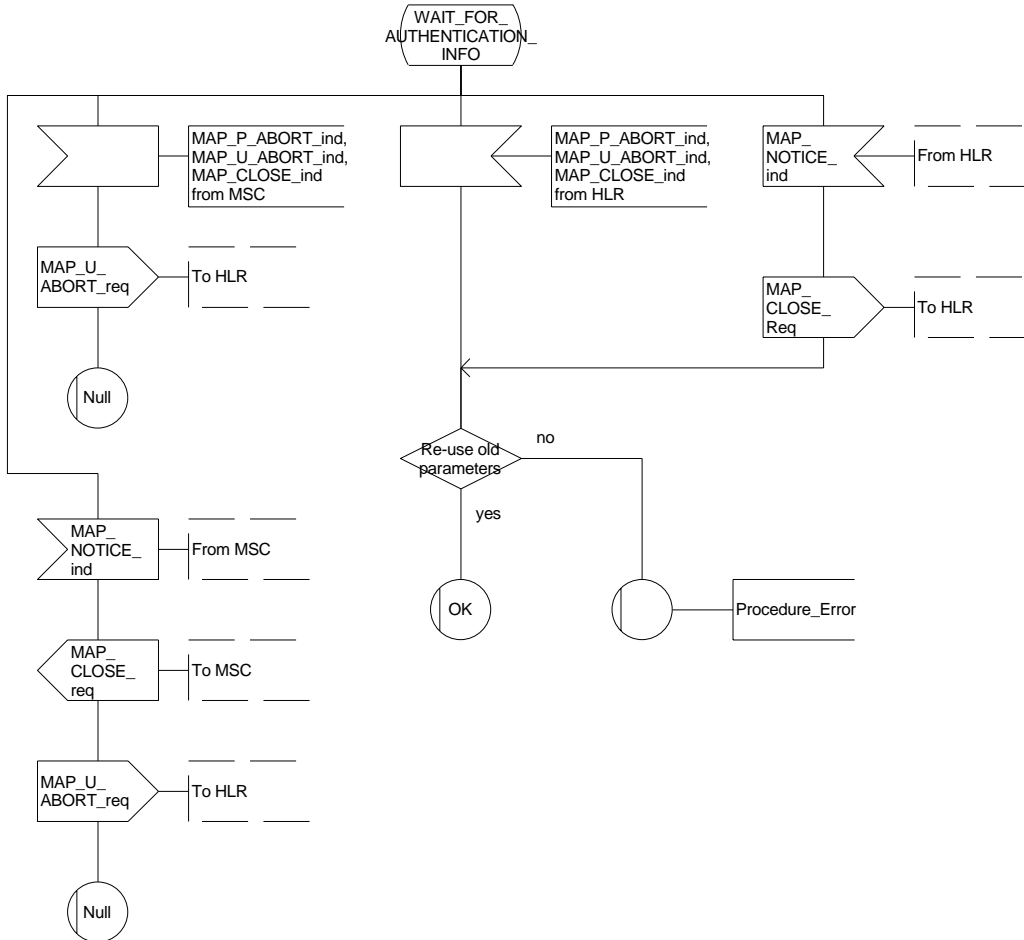 WAIT_FOR_
AUTHENTICATION_
INFO
MAP_P_ABORT_ind,
MAP_U_ABORT_ind,
MAP_CLOSE_ind
from MSC
MAP_P_ABORT_ind,
MAP_U_ABORT_ind,
MAP_CLOSE_ind
from HLR
MAP_
NOTICE_
ind
From HLR
MAP_U_
ABORT_req
To HLR
MAP_
CLOSE_
Req
To HLR
Null
Re-use old
parameters
no
yes
MAP_
NOTICE_
ind
From MSC
OK
Procedure_Error
MAP_
CLOSE_
req
To MSC
MAP_U_
ABORT_req
To HLR
Null